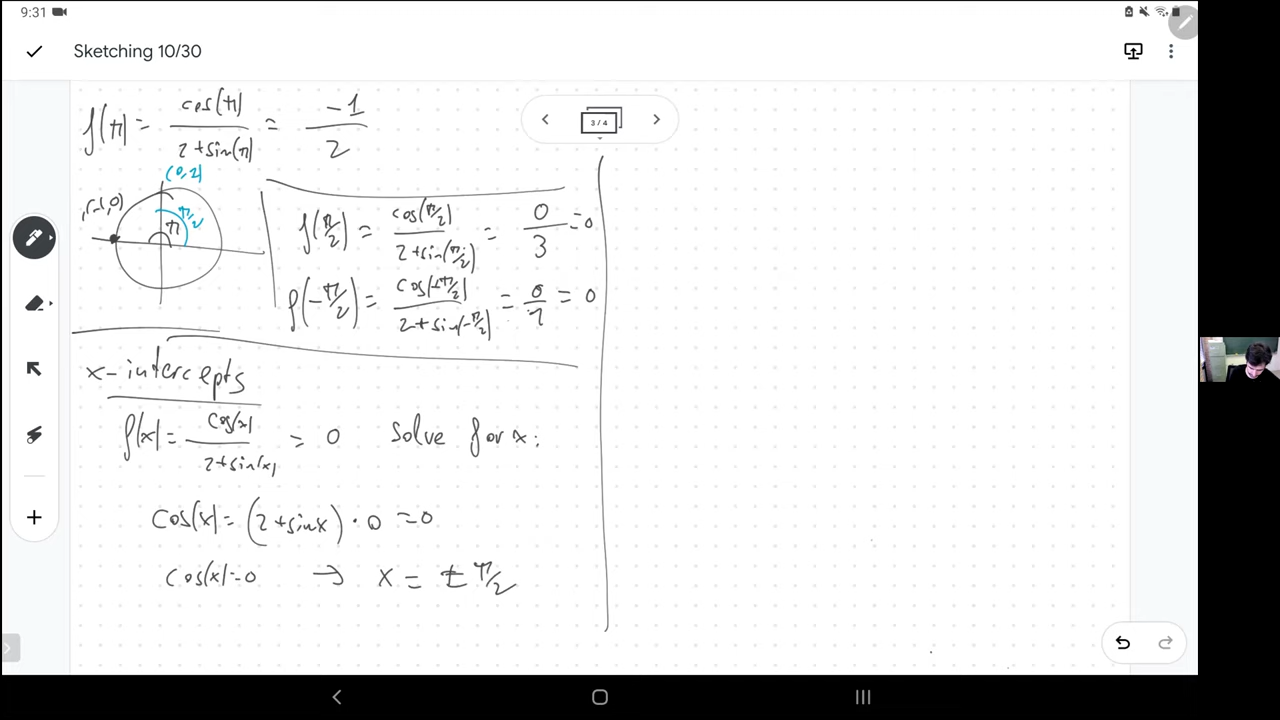 9:31
Sketching 10/30
3 / 4
f(π) = cos(π) / 2+sin(π) = -1 / 2
(0,1)
(-1,0)
π/2
π
f(π/2) = cos(π/2) / 2+sin(π/2) = 0/3 = 0
f(-π/2) = cos(-π/2) / 2+sin(-π/2) = 0/1 = 0
x-intercepts
f(x) = cos(x) / 2+sin(x) = 0 Solve for x:
cos(x) = (2+sinx) · 0 = 0
cos(x)=0 → x = ± π/2